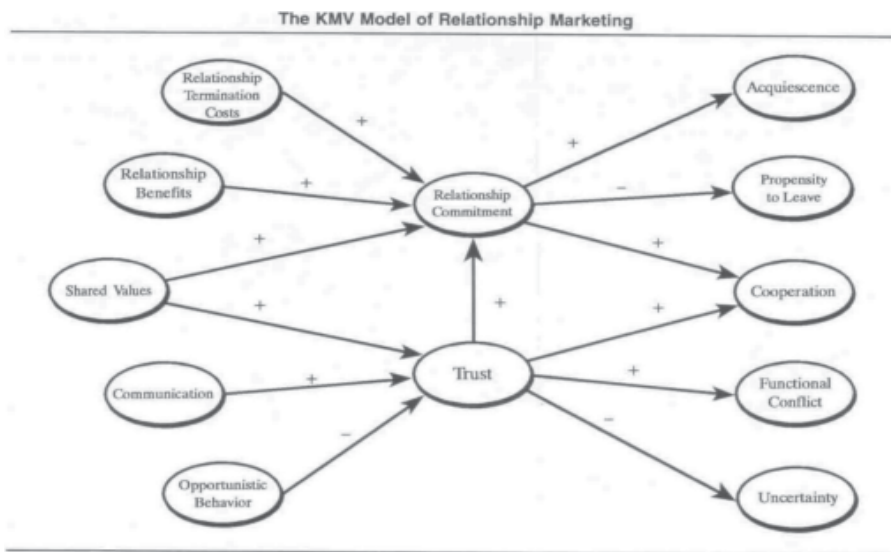 The KMV Model of Relationship Marketing
Relationship
Termination
Costs
Acquiescence
+
+
Relationship
Benefits
+
Relationship
Commitment
−
Propensity
to Leave
+
+
Shared Values
+
+
+
Cooperation
Trust
Communication
+
+
Functional
Conflict
−
−
Opportunistic
Behavior
Uncertainty